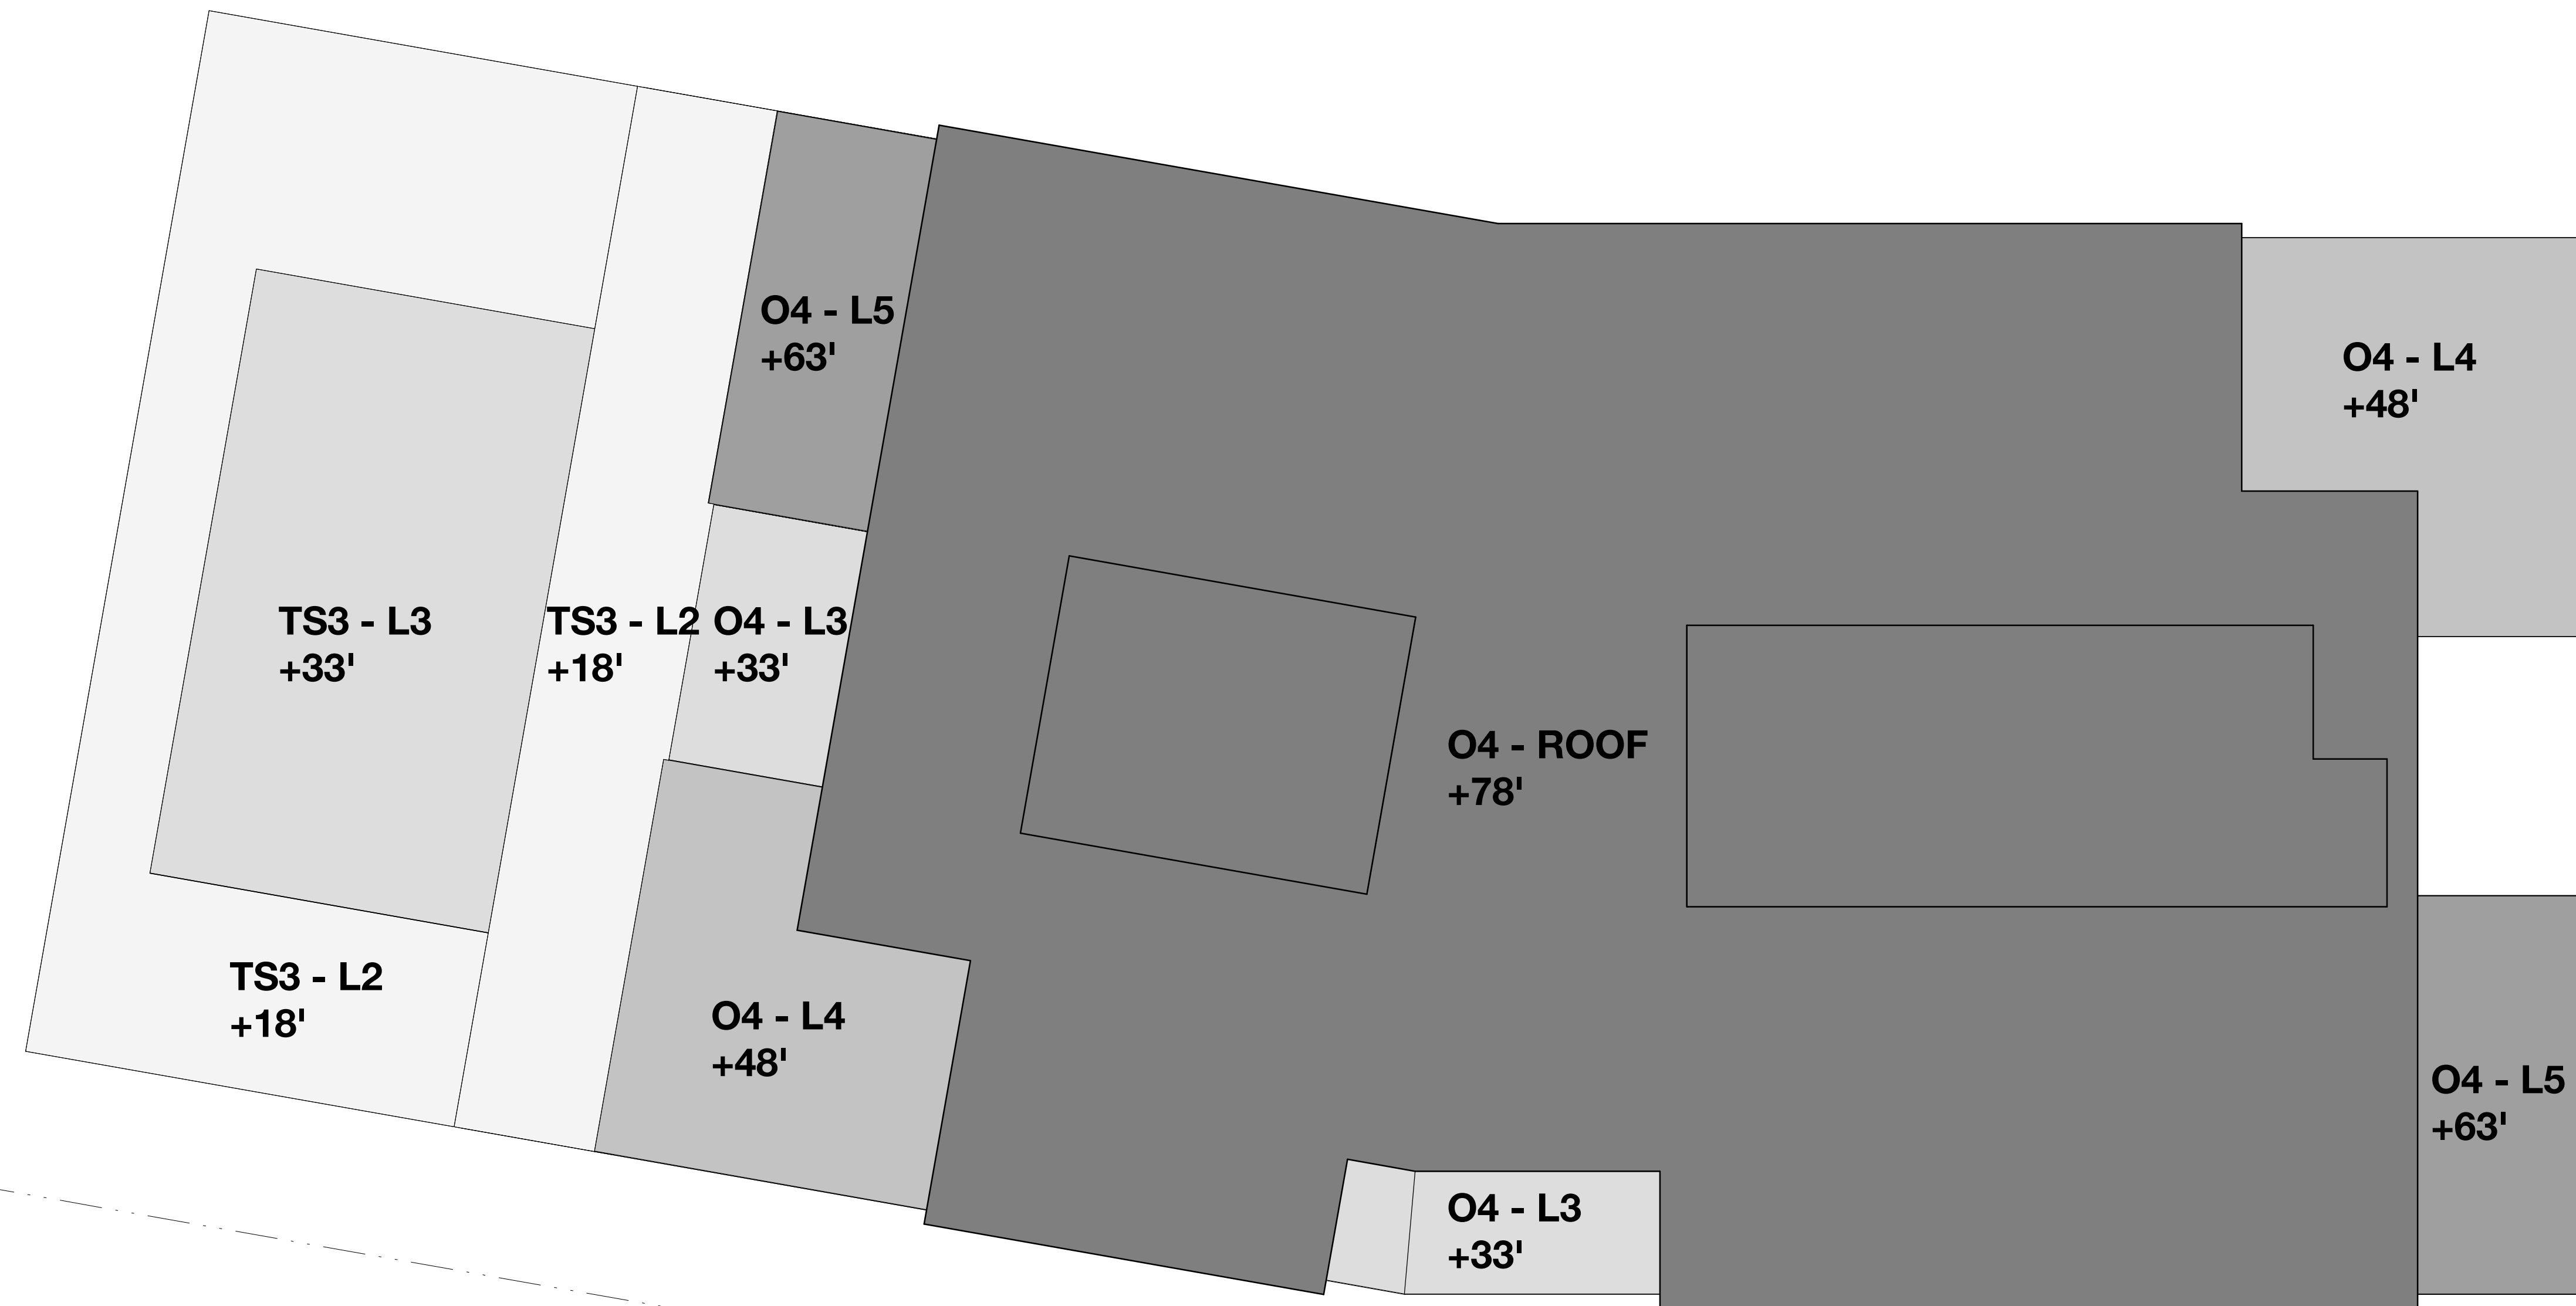 O4 - L5
+63'
O4 - L4
+48'
TS3 - L3
+33'
TS3 - L2
+18'
O4 - L3
+33'
O4 - ROOF
+78'
TS3 - L2
+18'
O4 - L4
+48'
O4 - L5
+63'
O4 - L3
+33'